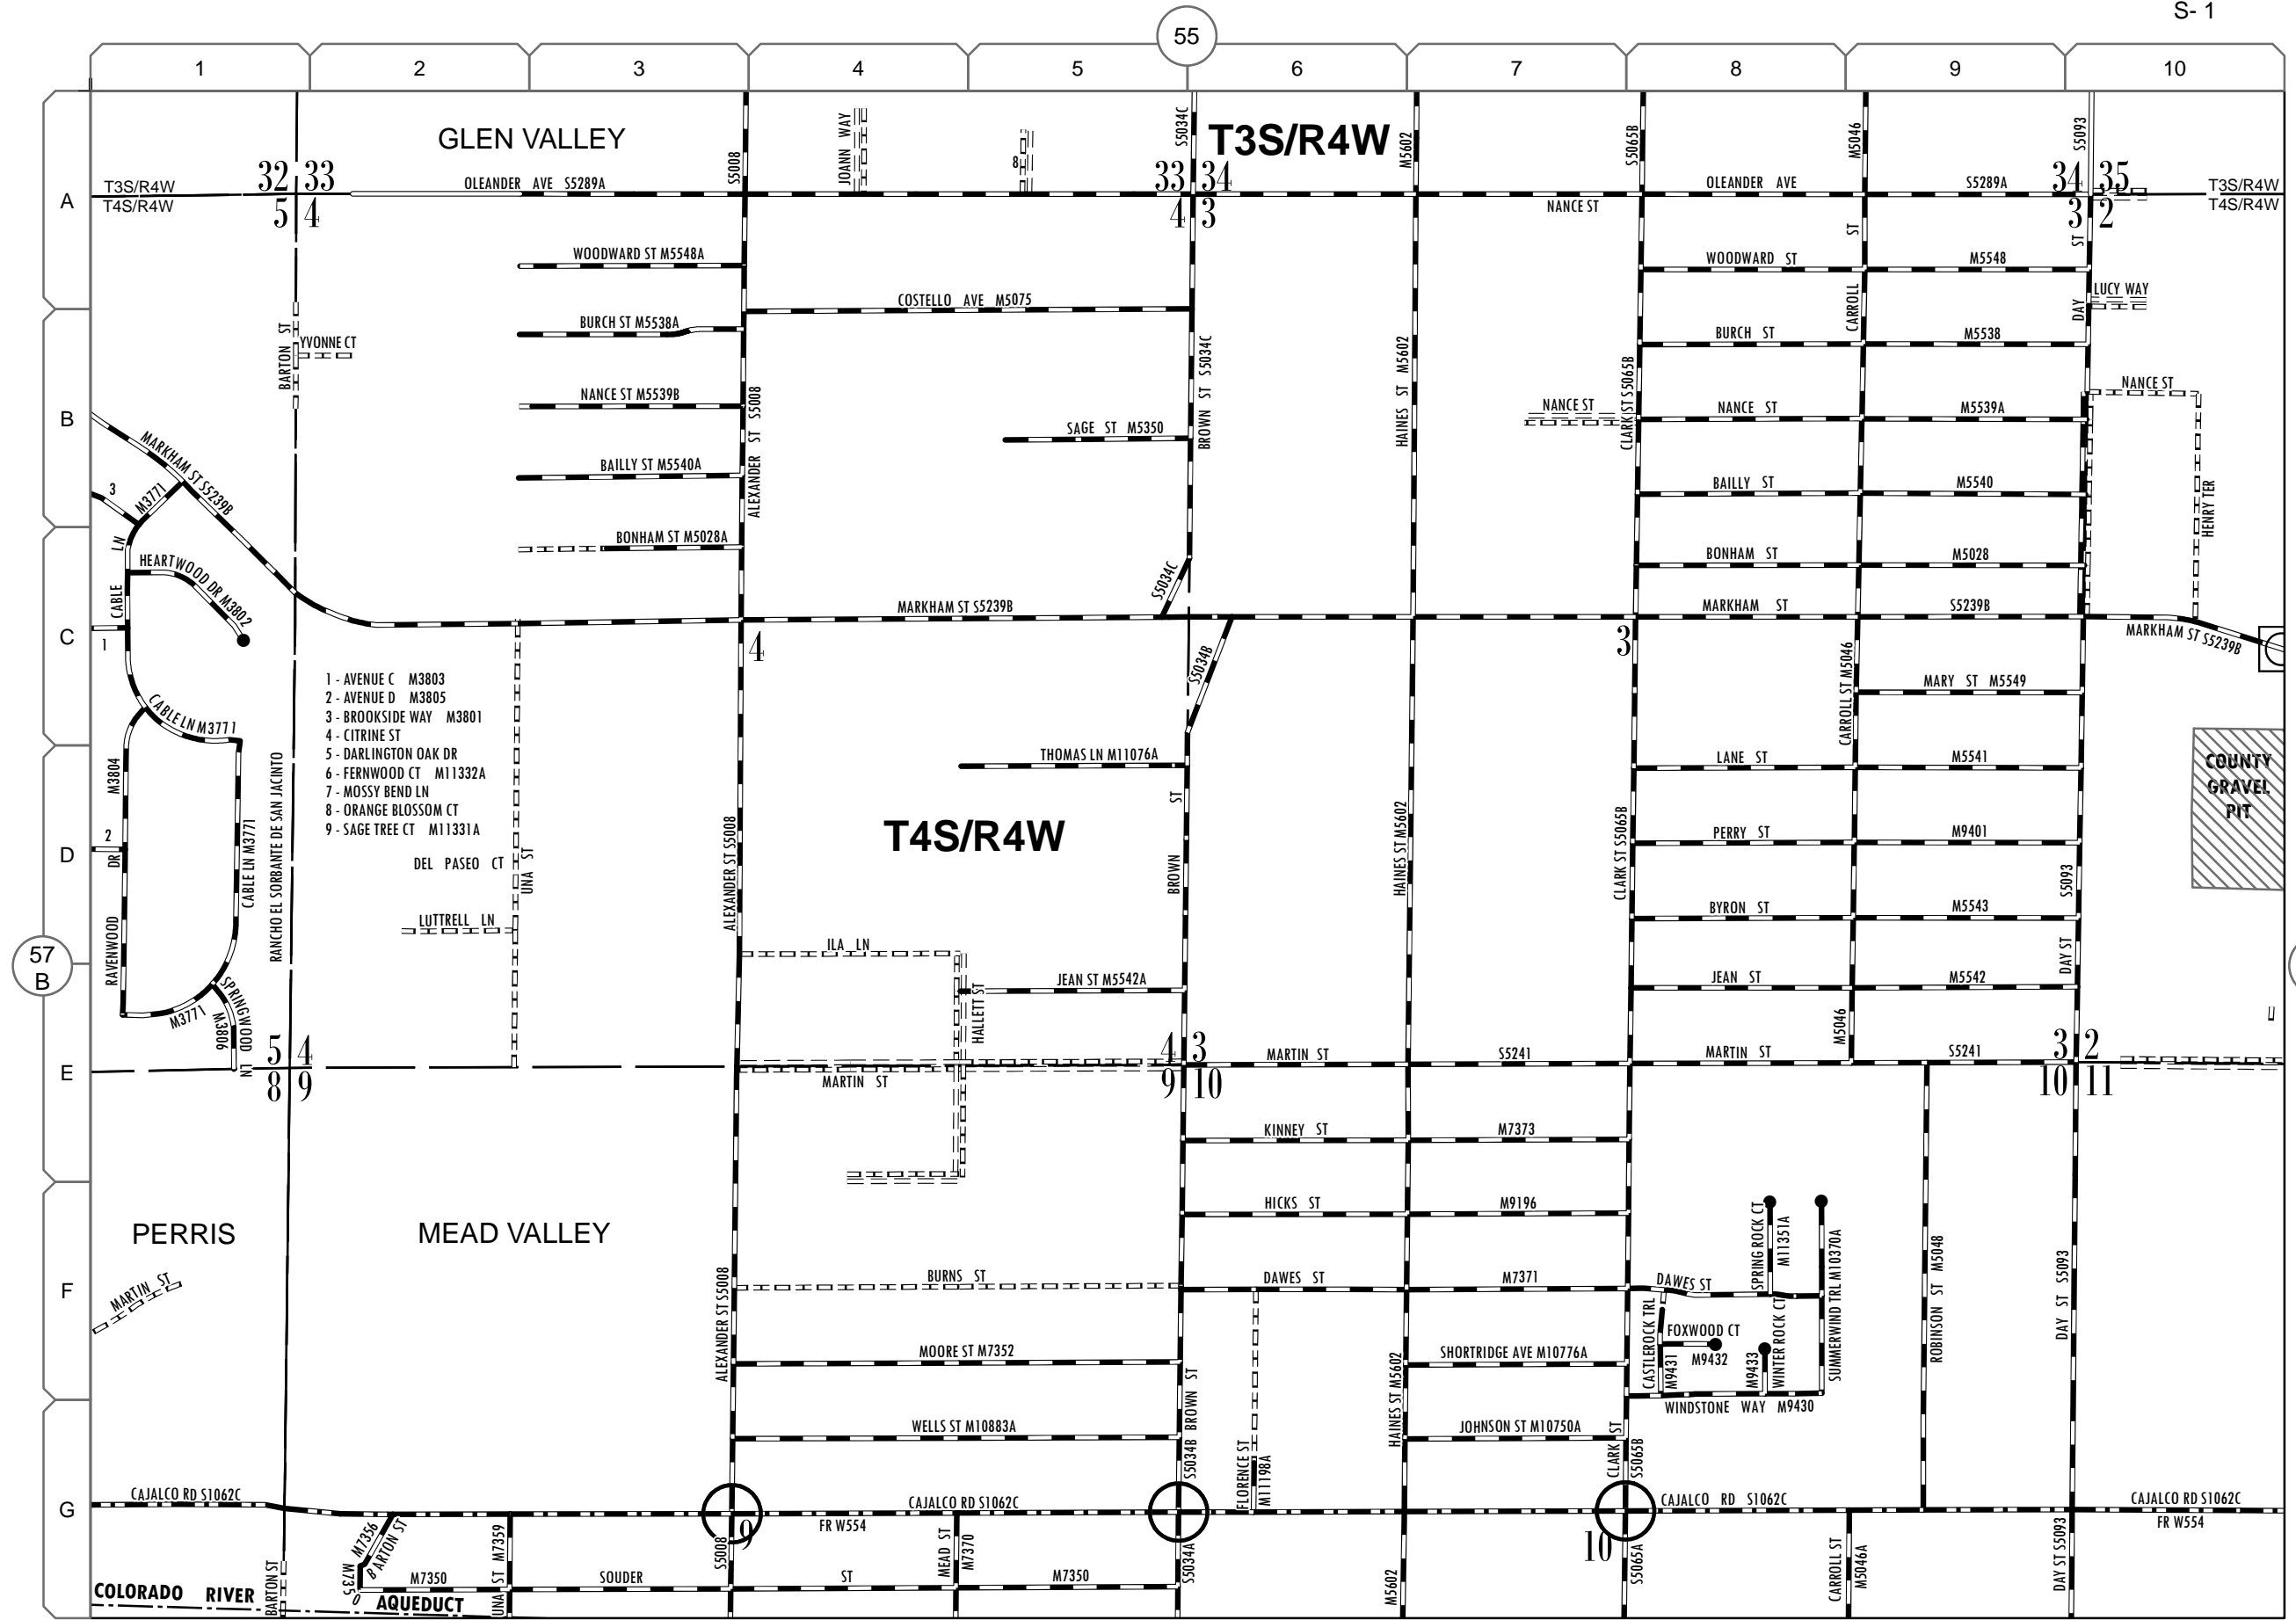 S- 1
55
1 2 3 4 5 6 7 8 9 10
A
B
C
D
E
F
G
57
B
GLEN VALLEY
T3S/R4W
T3S/R4W
T4S/R4W
32 33
5 4
33 34
4 3
34 35
3 2
T3S/R4W
T4S/R4W
OLEANDER AVE S5289A
S5008
JOANN WAY
8
S5034C
M5602
S5065B
M5046
S5093
OLEANDER AVE S5289A
NANCE ST
WOODWARD ST M5548A
WOODWARD ST M5548
COSTELLO AVE M5075
LUCY WAY
BARTON ST
YVONNE CT
BURCH ST M5538A
BURCH ST M5538
CARROLL ST
DAY ST
NANCE ST M5539B
NANCE ST
NANCE ST M5539A
NANCE ST
ALEXANDER ST S5008
SAGE ST M5350
BROWN ST S5034C
HAINES ST M5602
CLARK ST S5065B
MARKHAM ST S5239B
3
M3771
BAILLY ST M5540A
BAILLY ST M5540
HENRY TER
BONHAM ST M5028A
BONHAM ST M5028
CABLE LN
HEARTWOOD DR M3802
1
S5034C
MARKHAM ST S5239B
MARKHAM ST S5239B
MARKHAM ST S5239B
4
3
S5034B
CARROLL ST M5046
MARY ST M5549
1 - AVENUE C M3803
2 - AVENUE D M3805
3 - BROOKSIDE WAY M3801
4 - CITRINE ST
5 - DARLINGTON OAK DR
6 - FERNWOOD CT M11332A
7 - MOSSY BEND LN
8 - ORANGE BLOSSOM CT
9 - SAGE TREE CT M11331A
CABLE LN M3771
M3804
2
RAVENWOOD DR
CABLE LN M3771
RANCHO EL SORBANTE DE SAN JACINTO
THOMAS LN M11076A
LANE ST M5541
COUNTY
GRAVEL
PIT
T4S/R4W
DEL PASEO CT
UNA ST
ALEXANDER ST S5008
BROWN ST
HAINES ST M5602
CLARK ST S5065B
PERRY ST M9401
S5093
LUTTRELL LN
BYRON ST M5543
ILA LN
DAY ST
JEAN ST M5542A
JEAN ST M5542
HALLETT ST
M3771
SPRINGWOOD LN
M3806
5 4
8 9
4 3
9 10
3 2
10 11
MARTIN ST
MARTIN ST S5241
MARTIN ST S5241
M5046
KINNEY ST M7373
HICKS ST M9196
PERRIS
MEAD VALLEY
MARTIN ST
BURNS ST
DAWES ST M7371
DAWES ST
SPRING ROCK CT
M11351A
SUMMERWIND TRL M10370A
ROBINSON ST M5048
DAY ST S5093
ALEXANDER ST S5008
MOORE ST M7352
SHORTRIDGE AVE M10776A
CASTLEROCK TRL
M9431
FOXWOOD CT
M9432
M9433
WINTER ROCK CT
WINDSTONE WAY M9430
WELLS ST M10883A
S5034B BROWN ST
FLORENCE ST
M11198A
HAINES ST M5602
JOHNSON ST M10750A
CLARK ST
S5065B
CAJALCO RD S1062C
CAJALCO RD S1062C
FR W554
CAJALCO RD S1062C
CAJALCO RD S1062C
FR W554
9
10
M7356
BARTON ST
M7350
M7350
UNA ST M7359
SOUDER ST
S5008
MEAD ST
M7370
M7350
S5034A
M5602
S5065A
CARROLL ST
M5046A
DAY ST S5093
BARTON ST
COLORADO RIVER AQUEDUCT